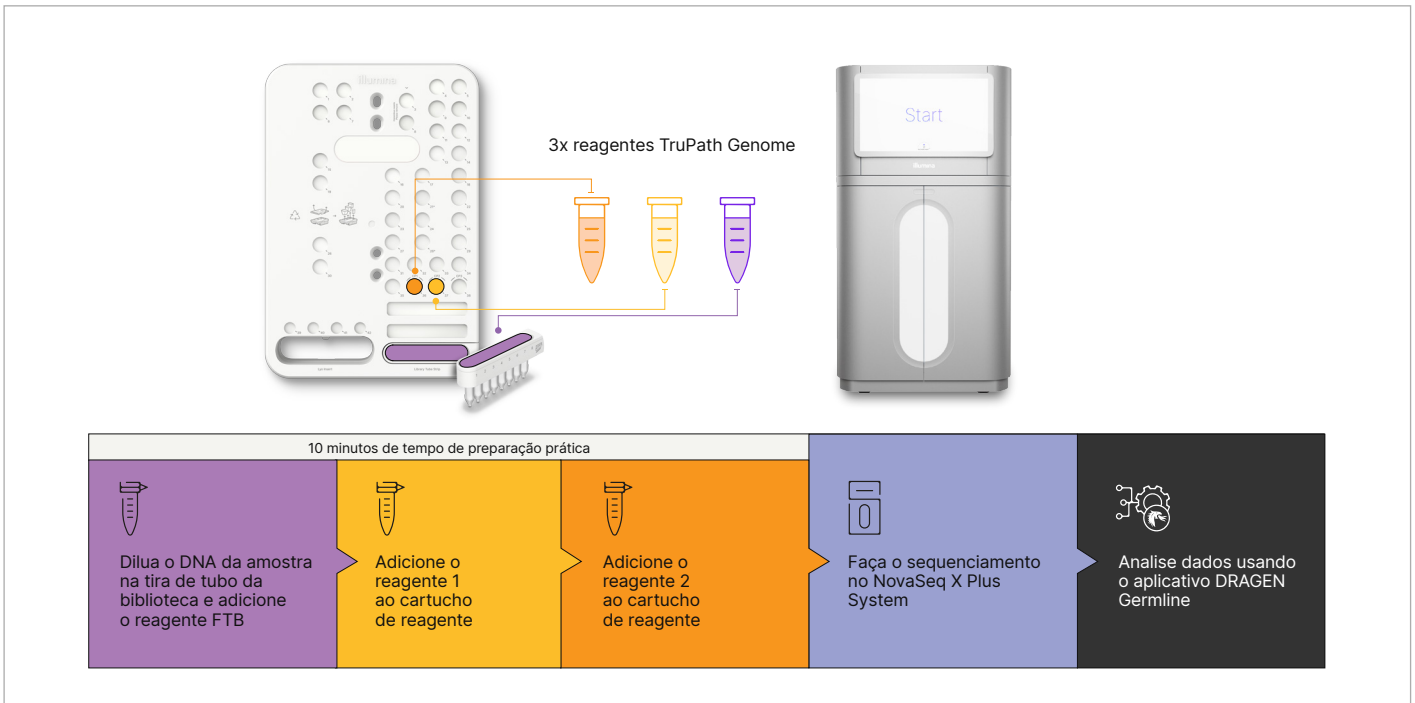 illumina
3x reagentes TruPath Genome
Start
illumina
10 minutos de tempo de preparação prática
Dilua o DNA da amostra
na tira de tubo da
biblioteca e adicione
o reagente FTB
Adicione o
reagente 1
ao cartucho
de reagente
Adicione o
reagente 2
ao cartucho
de reagente
Faça o sequenciamento
no NovaSeq X Plus
System
Analise dados usando
o aplicativo DRAGEN
Germline